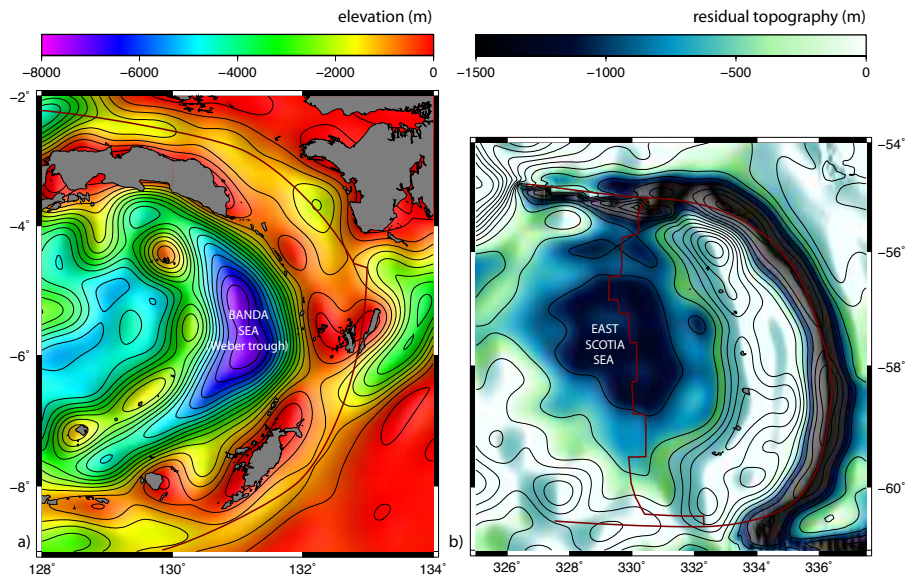 elevation (m)
−8000 −6000 −4000 −2000 0
residual topography (m)
−1500 −1000 −500 0
−2˚
−4˚
−6˚
−8˚
BANDA
SEA
(Weber trough)
a)
128˚ 130˚ 132˚ 134˚
EAST
SCOTIA
SEA
b)
−54˚
−56˚
−58˚
−60˚
326˚ 328˚ 330˚ 332˚ 334˚ 336˚